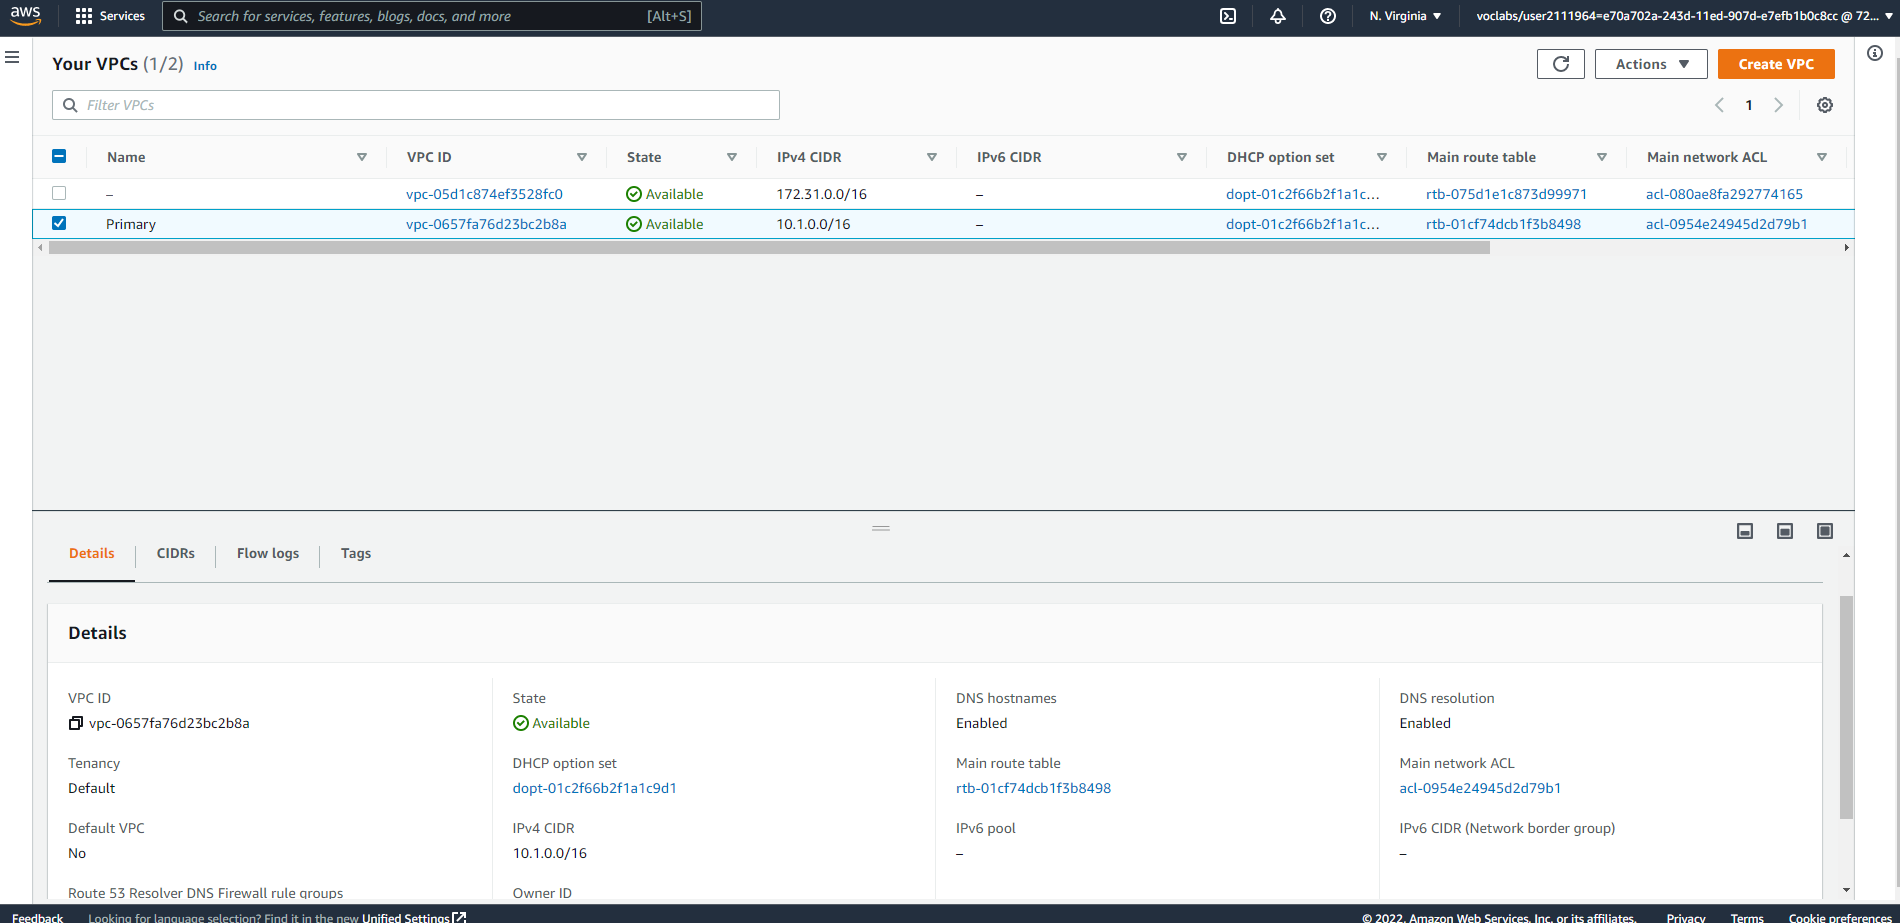 aws
Services
Search for services, features, blogs, docs, and more [Alt+S]
N. Virginia
voclabs/user2111964=e70a702a-243d-11ed-907d-e7efb1b0c8cc @ 72...
Your VPCs (1/2) Info
Actions
Create VPC
Filter VPCs
1
Name VPC ID State IPv4 CIDR IPv6 CIDR DHCP option set Main route table Main network ACL
– vpc-05d1c874ef3528fc0 Available 172.31.0.0/16 – dopt-01c2f66b2f1a1c... rtb-075d1e1c873d99971 acl-080ae8fa292774165
Primary vpc-0657fa76d23bc2b8a Available 10.1.0.0/16 – dopt-01c2f66b2f1a1c... rtb-01cf74dcb1f3b8498 acl-0954e24945d2d79b1
Details CIDRs Flow logs Tags
Details
VPC ID State DNS hostnames DNS resolution
vpc-0657fa76d23bc2b8a Available Enabled Enabled
Tenancy DHCP option set Main route table Main network ACL
Default dopt-01c2f66b2f1a1c9d1 rtb-01cf74dcb1f3b8498 acl-0954e24945d2d79b1
Default VPC IPv4 CIDR IPv6 pool IPv6 CIDR (Network border group)
No 10.1.0.0/16 – –
Route 53 Resolver DNS Firewall rule groups Owner ID
Feedback Looking for language selection? Find it in the new Unified Settings © 2022, Amazon Web Services, Inc. or its affiliates. Privacy Terms Cookie preferences